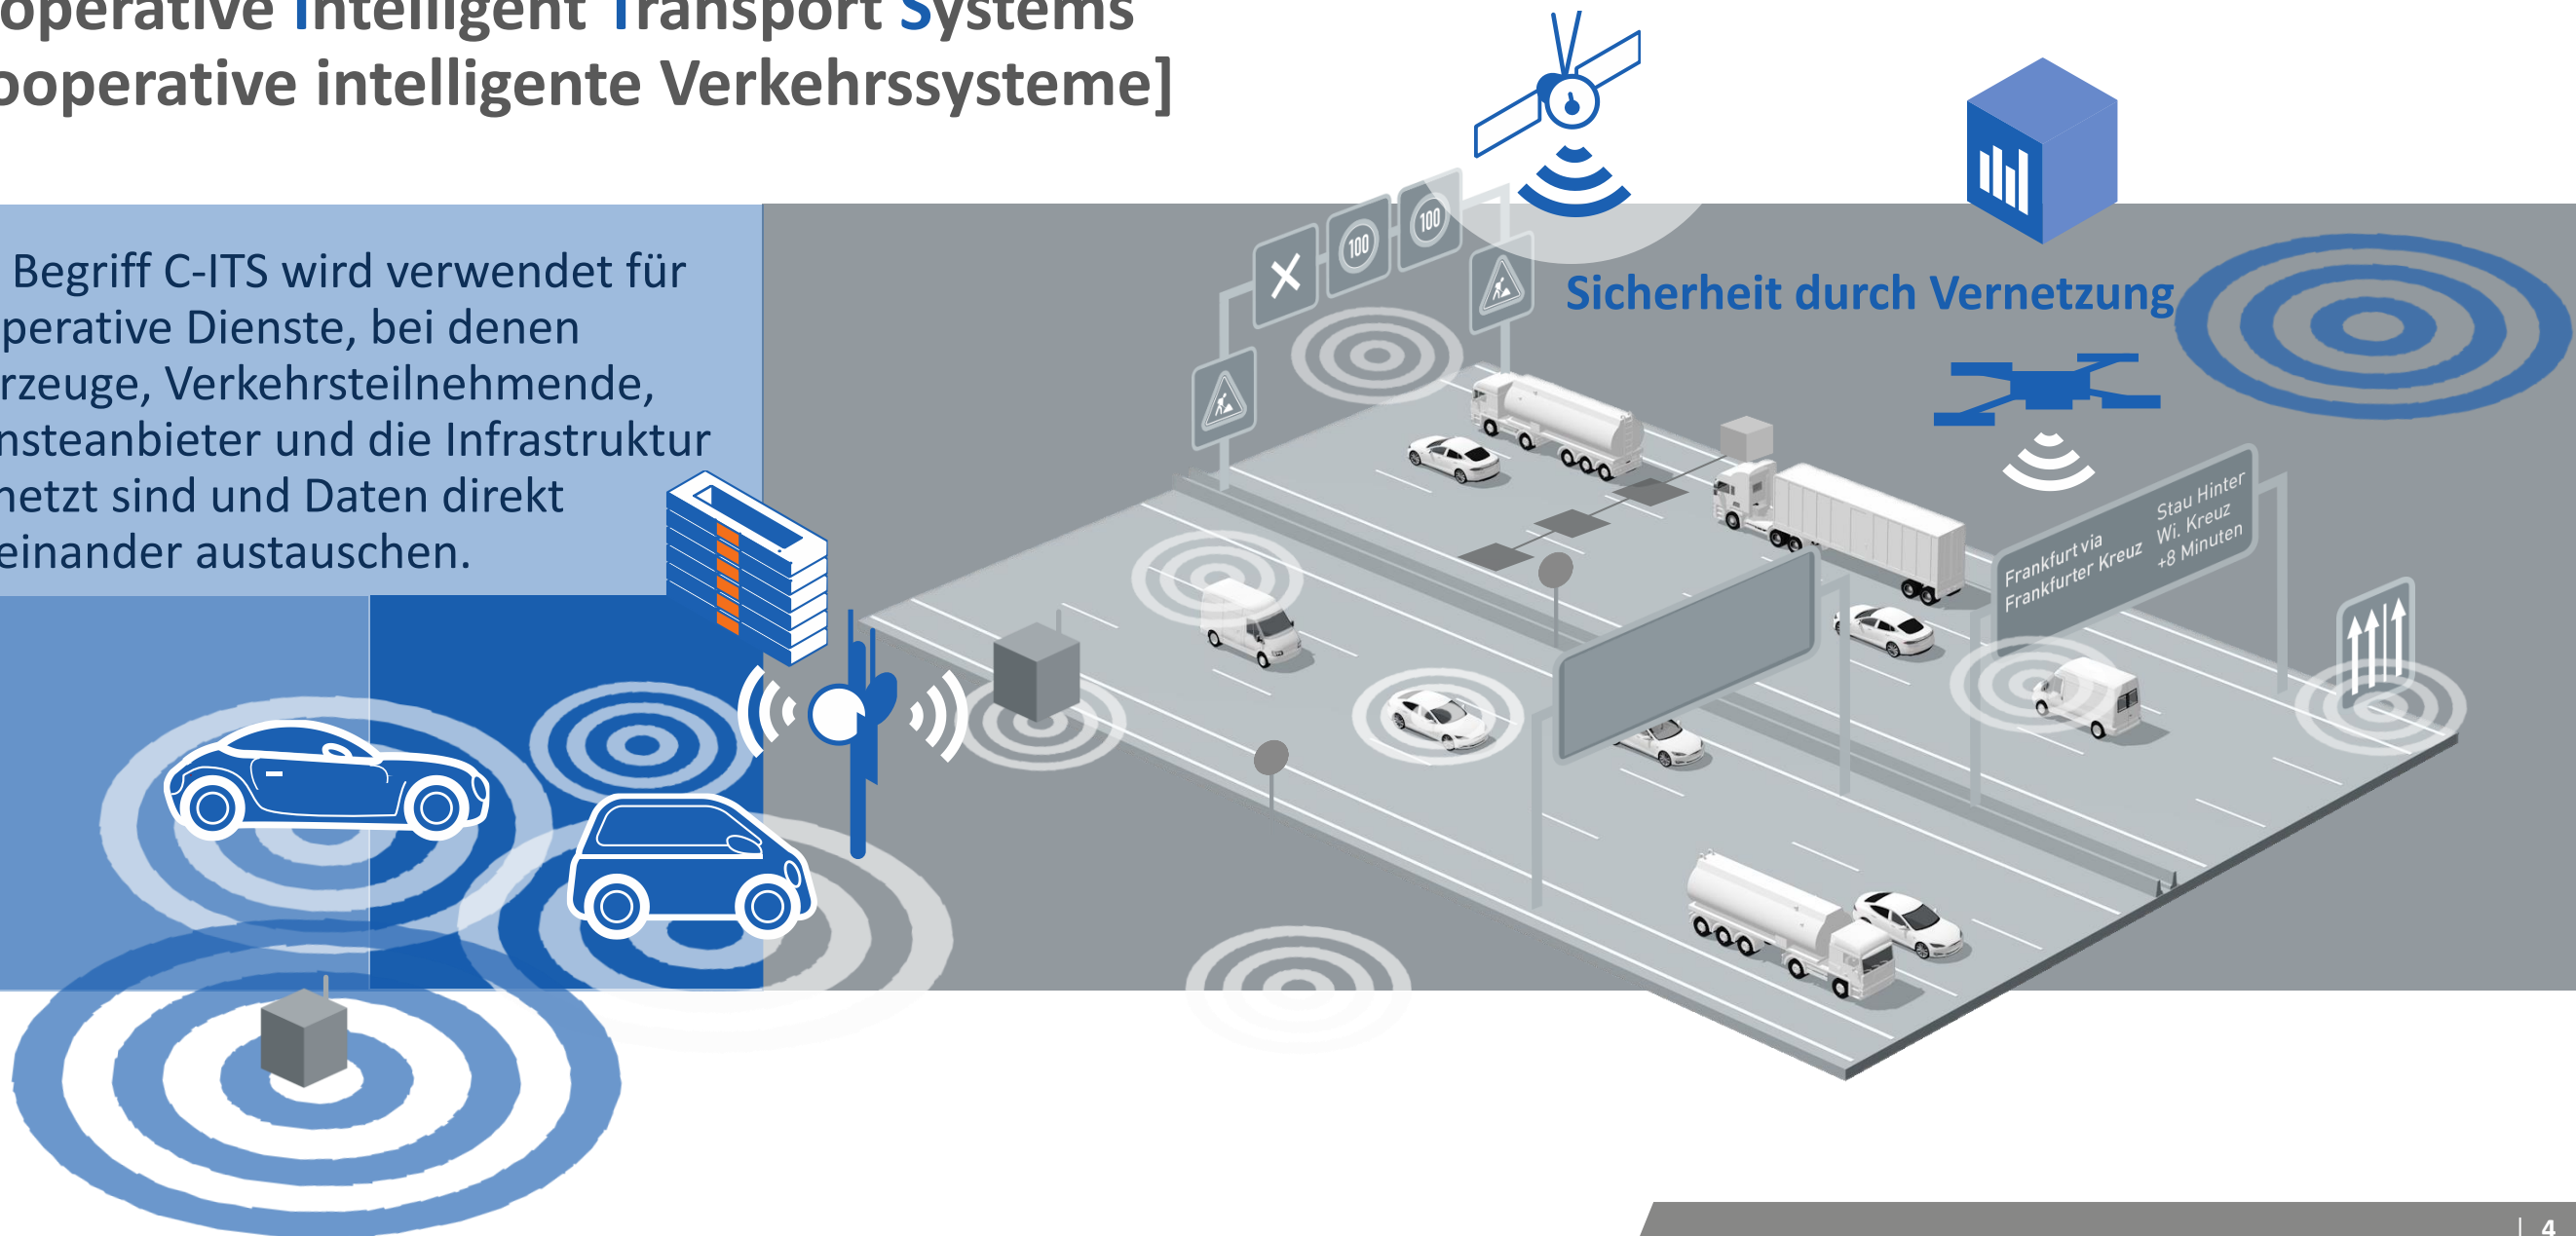 operative Intelligent Transport Systems
ooperative intelligente Verkehrssysteme]
Begriff C-ITS wird verwendet für
perative Dienste, bei denen
rzeuge, Verkehrsteilnehmende,
nsteanbieter und die Infrastruktur
netzt sind und Daten direkt
einander austauschen.
100
100
Sicherheit durch Vernetzung
Frankfurt via
Frankfurter Kreuz
Stau Hinter
Wi. Kreuz
+8 Minuten
| 4